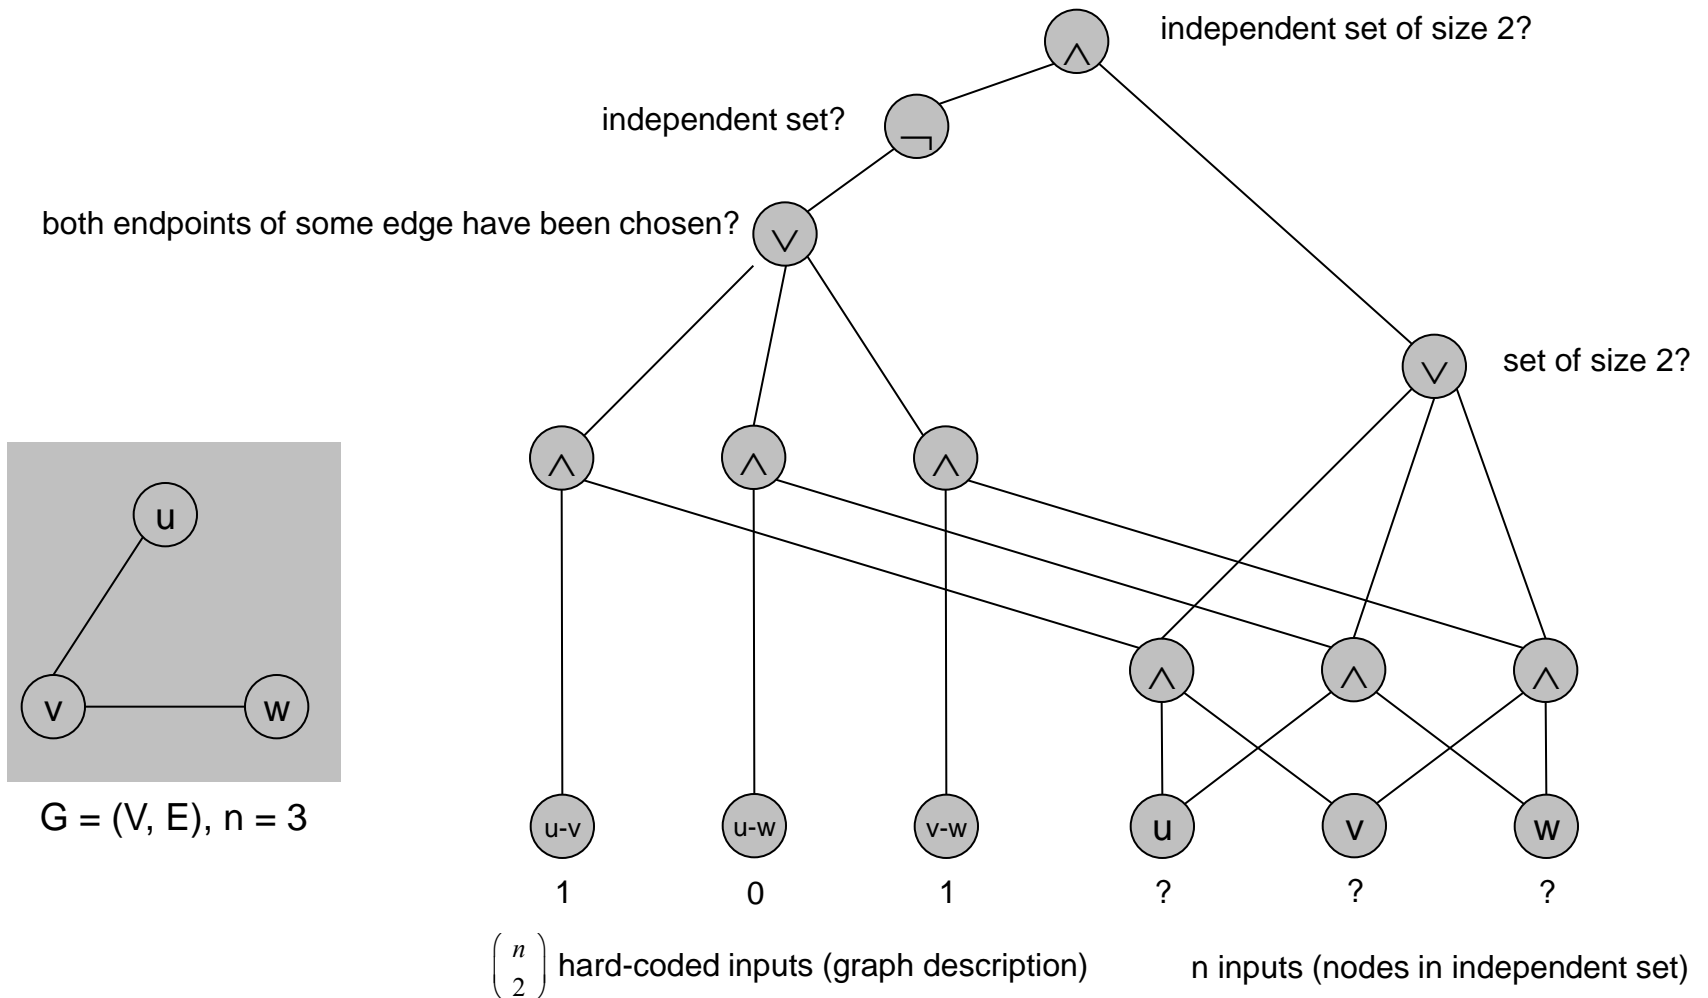 ∧
independent set of size 2?
independent set?
¬
both endpoints of some edge have been chosen?
∨
∨
set of size 2?
∧ ∧ ∧
u
∧ ∧ ∧
v w
G = (V, E), n = 3
u-v u-w v-w u v w
1 0 1 ? ? ?
( n 2 ) hard-coded inputs (graph description)
n inputs (nodes in independent set)